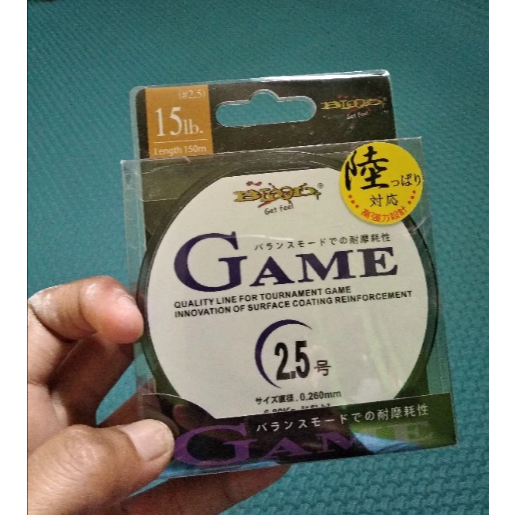 (#2.5)
15lb.
Length 150m
Get Feel
陸っぱり
対応
Get Feel
バランスモードでの耐摩耗性
GAME
QUALITY LINE FOR TOURNAMENT GAME
INNOVATION OF SURFACE COATING REINFORCEMENT
2.5号
サイズ直径.0.260mm
バランスモードでの耐摩耗性
GAME